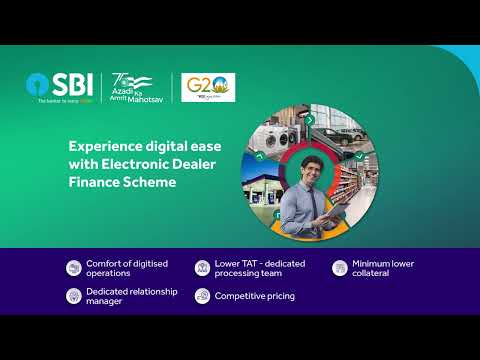 SBI
The banker to every Indian
75
Azadi
Ka
Amrit Mahotsav
G20
Experience digital ease
with Electronic Dealer
Finance Scheme
Comfort of digitised
operations
Lower TAT - dedicated
processing team
Minimum lower
collateral
Dedicated relationship
manager
Competitive pricing